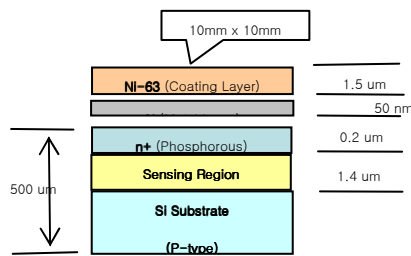 10mm x 10mm
Ni-63 (Coating Layer)
1.5 um
50 nm
n+ (Phosphorous)
0.2 um
Sensing Region
1.4 um
500 um
Si Substrate
(P-type)